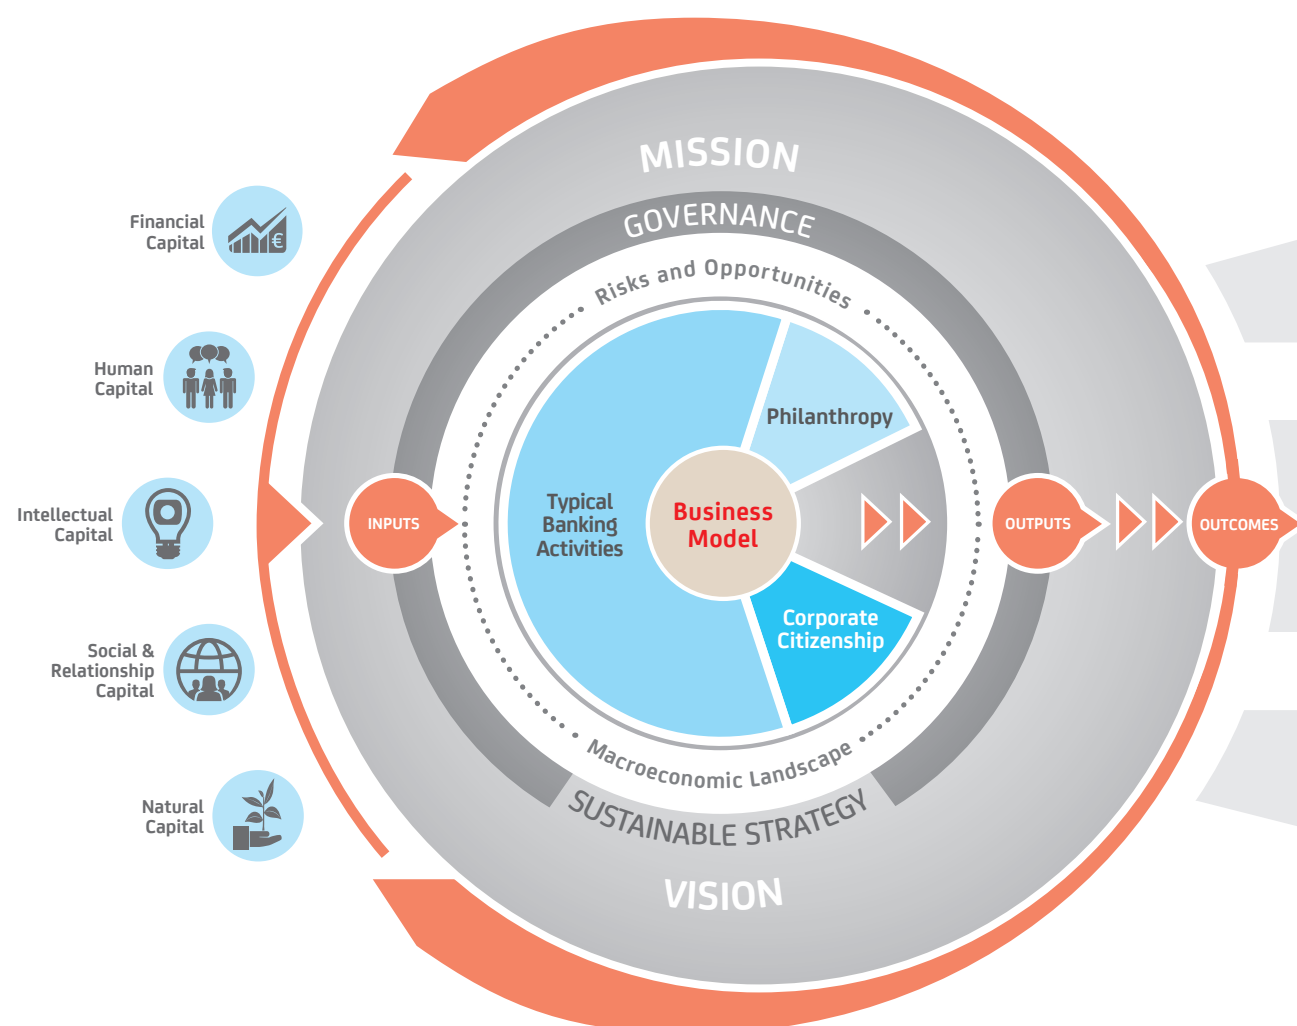 MISSION
GOVERNANCE
Risks and Opportunities
Financial
Capital
€
Human
Capital
Intellectual
Capital
Social &
Relationship
Capital
Natural
Capital
INPUTS
Typical
Banking
Activities
Business
Model
Philanthropy
Corporate
Citizenship
OUTPUTS
OUTCOMES
Macroeconomic Landscape
SUSTAINABLE STRATEGY
VISION